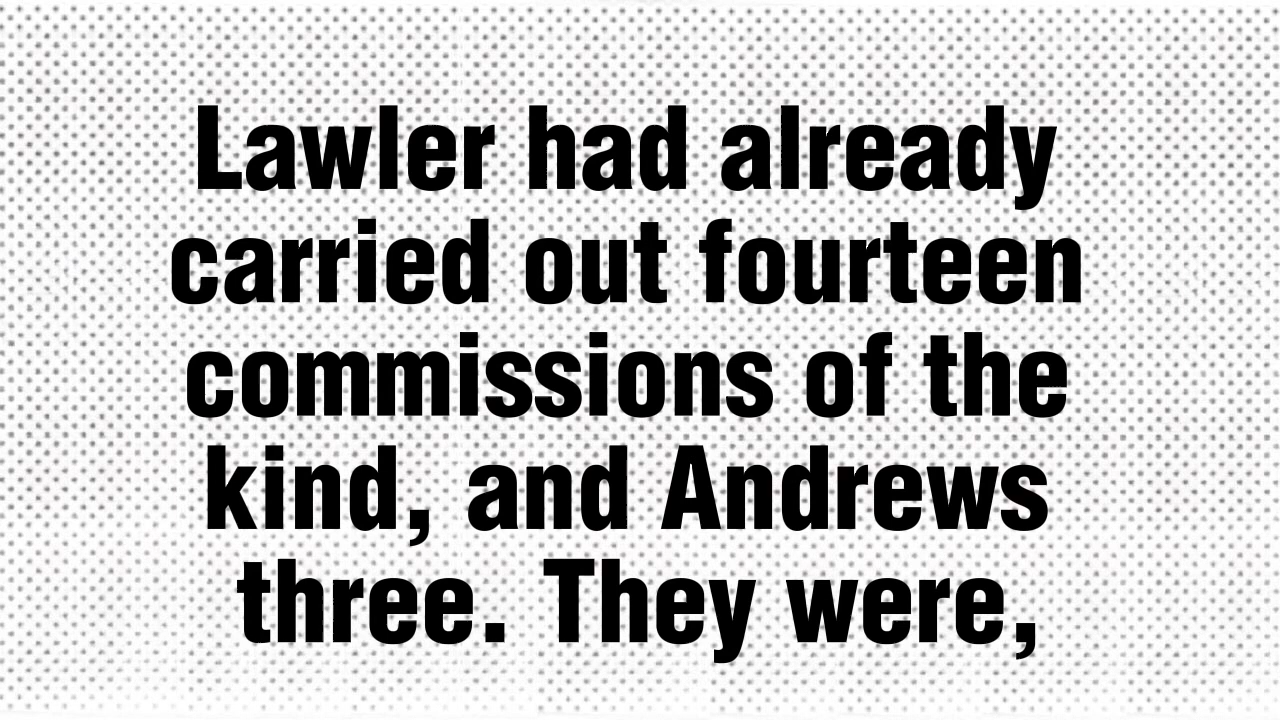 Lawler had already
carried out fourteen
commissions of the
kind, and Andrews
three. They were,